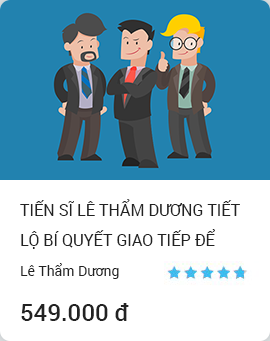 TIẾN SĨ LÊ THẨM DƯƠNG TIẾT
LỘ BÍ QUYẾT GIAO TIẾP ĐỂ
Lê Thẩm Dương
549.000 đ